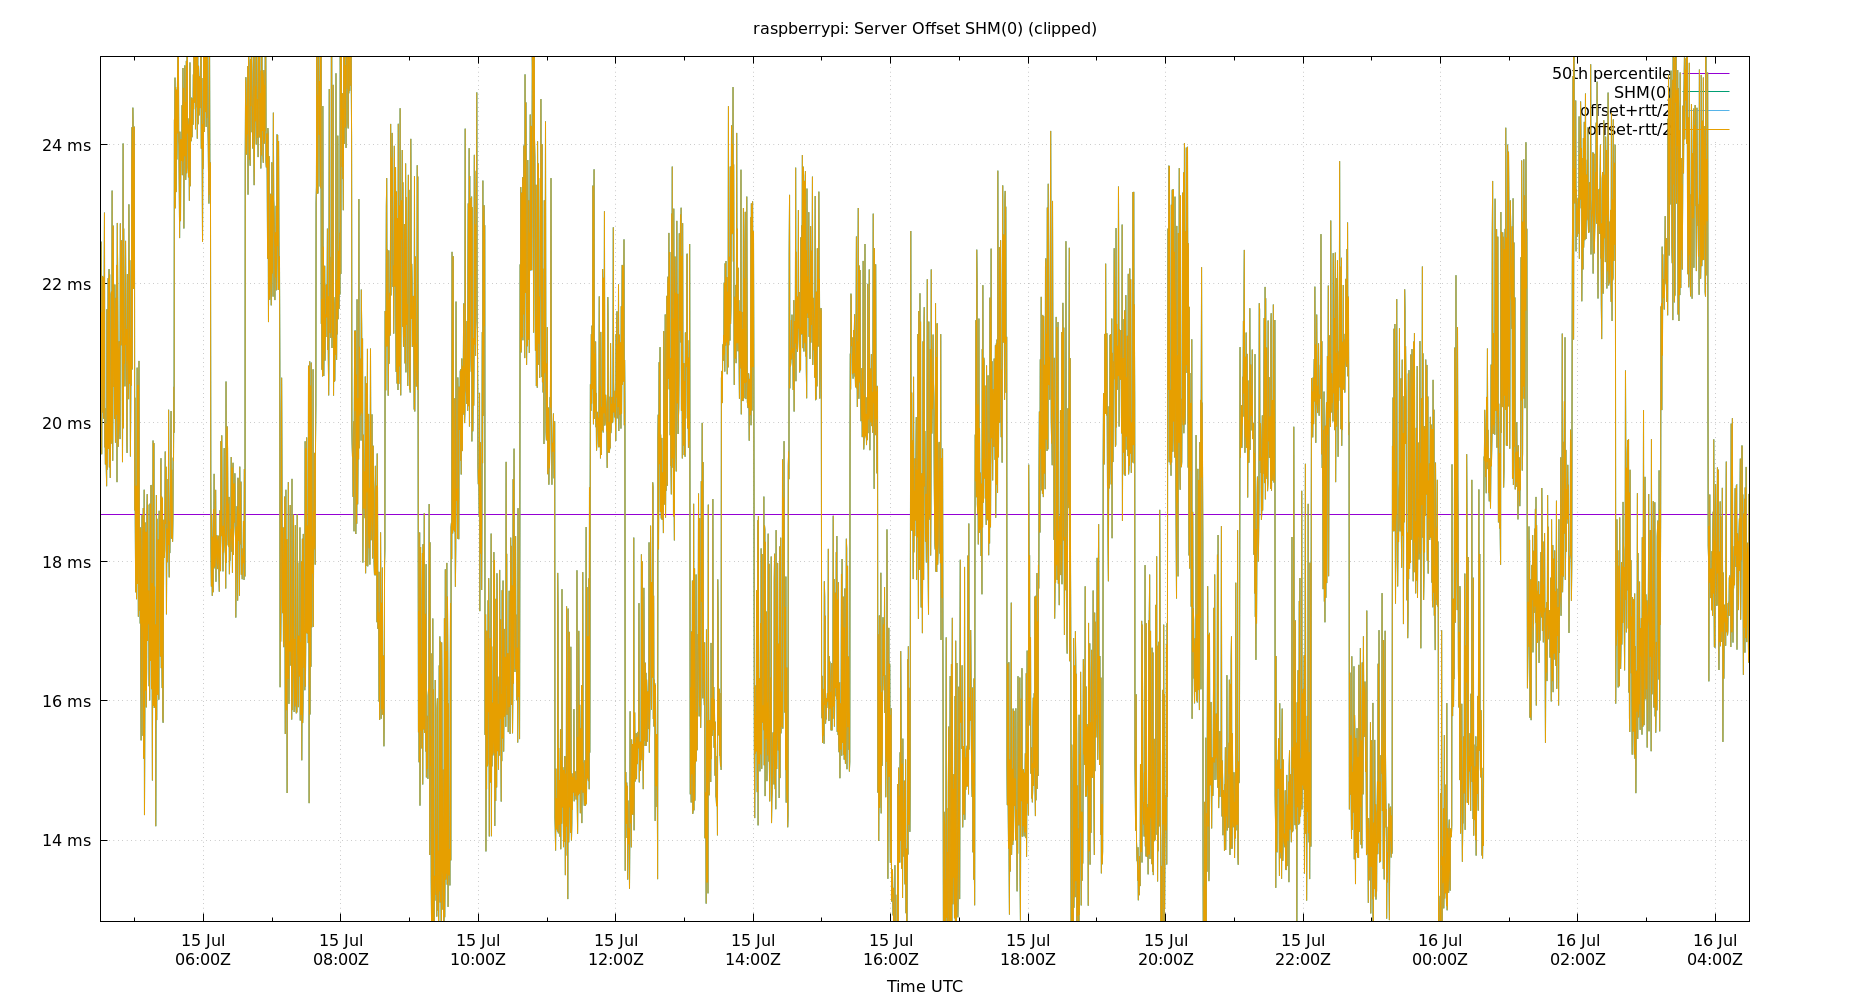 raspberrypi: Server Offset SHM(0) (clipped)
50th percentile
SHM(0)
offset+rtt/2
offset-rtt/2
24 ms
22 ms
20 ms
18 ms
16 ms
14 ms
15 Jul 15 Jul 15 Jul 15 Jul 15 Jul 15 Jul 15 Jul 15 Jul 15 Jul 16 Jul 16 Jul 16 Jul
06:00Z 08:00Z 10:00Z 12:00Z 14:00Z 16:00Z 18:00Z 20:00Z 22:00Z 00:00Z 02:00Z 04:00Z
Time UTC